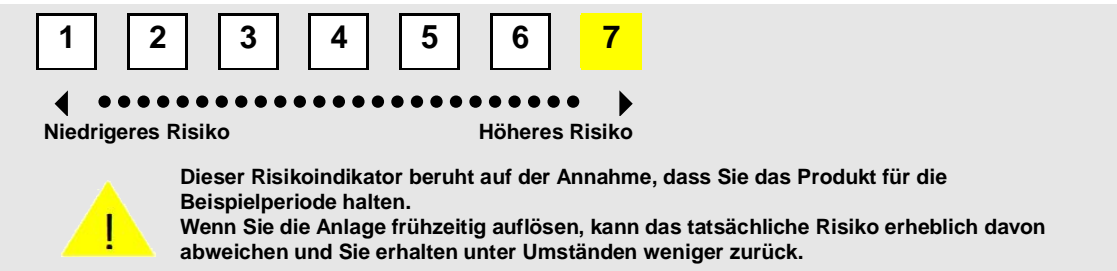 1 2 3 4 5 6 7
Niedrigeres Risiko Höheres Risiko
Dieser Risikoindikator beruht auf der Annahme, dass Sie das Produkt für die
Beispielperiode halten.
Wenn Sie die Anlage frühzeitig auflösen, kann das tatsächliche Risiko erheblich davon
abweichen und Sie erhalten unter Umständen weniger zurück.
!